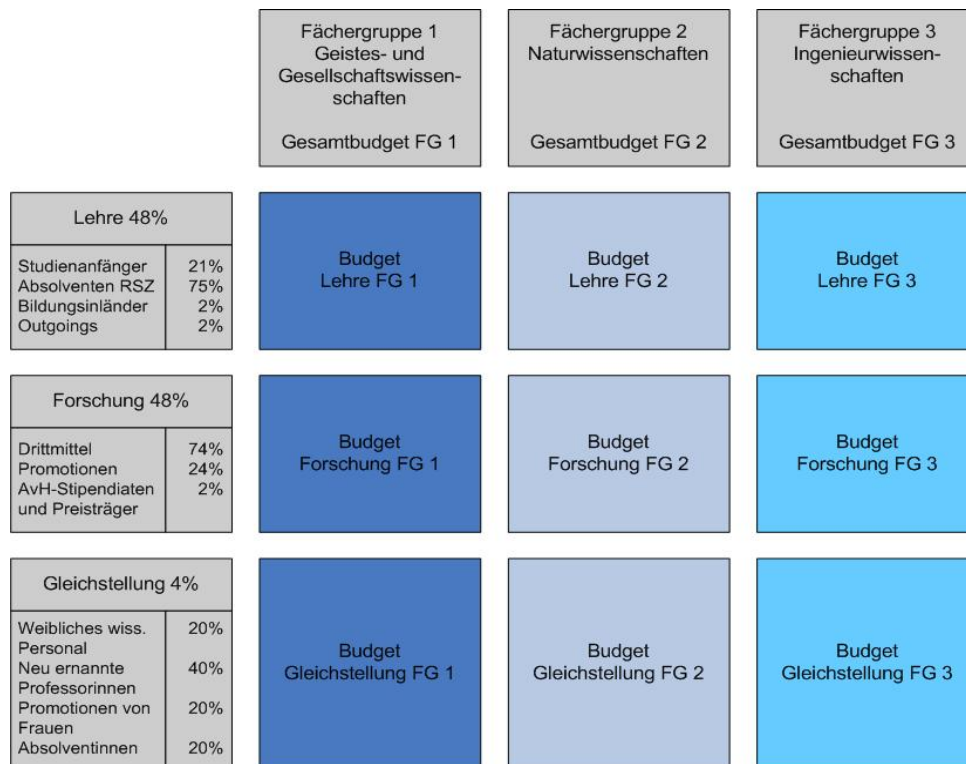 Fächergruppe 1
Geistes- und
Gesellschaftswissen-
schaften
Gesamtbudget FG 1
Fächergruppe 2
Naturwissenschaften
Gesamtbudget FG 2
Fächergruppe 3
Ingenieurwissen-
schaften
Gesamtbudget FG 3
Lehre 48%
Studienanfänger 21%
Absolventen RSZ 75%
Bildungsinländer 2%
Outgoings 2%
Budget
Lehre FG 1
Budget
Lehre FG 2
Budget
Lehre FG 3
Forschung 48%
Drittmittel 74%
Promotionen 24%
AvH-Stipendiaten 2%
und Preisträger
Budget
Forschung FG 1
Budget
Forschung FG 2
Budget
Forschung FG 3
Gleichstellung 4%
Weibliches wiss. 20%
Personal
Neu ernannte 40%
Professorinnen
Promotionen von 20%
Frauen
Absolventinnen 20%
Budget
Gleichstellung FG 1
Budget
Gleichstellung FG 2
Budget
Gleichstellung FG 3